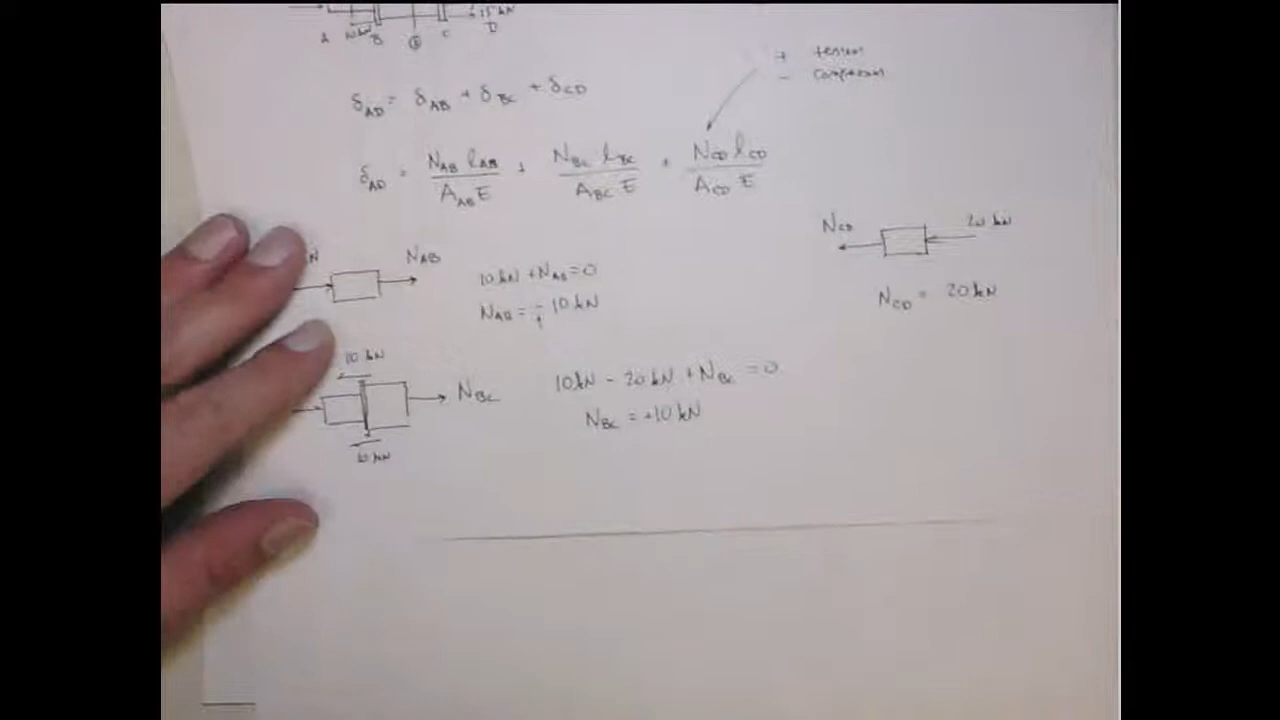 15 kN
A B E C D
δAD = δAB + δBC + δCD
+ tension
- compression
δAD = NAB lAB / AAB E + NBC lBC / ABC E + NCD lCD / ACD E
N NAB
10 kN + NAB = 0
NAB = - 10 kN
NCD 20 kN
NCD = 20 kN
10 kN
NBC
10 kN
10 kN - 20 kN + NBC = 0
NBC = +10 kN